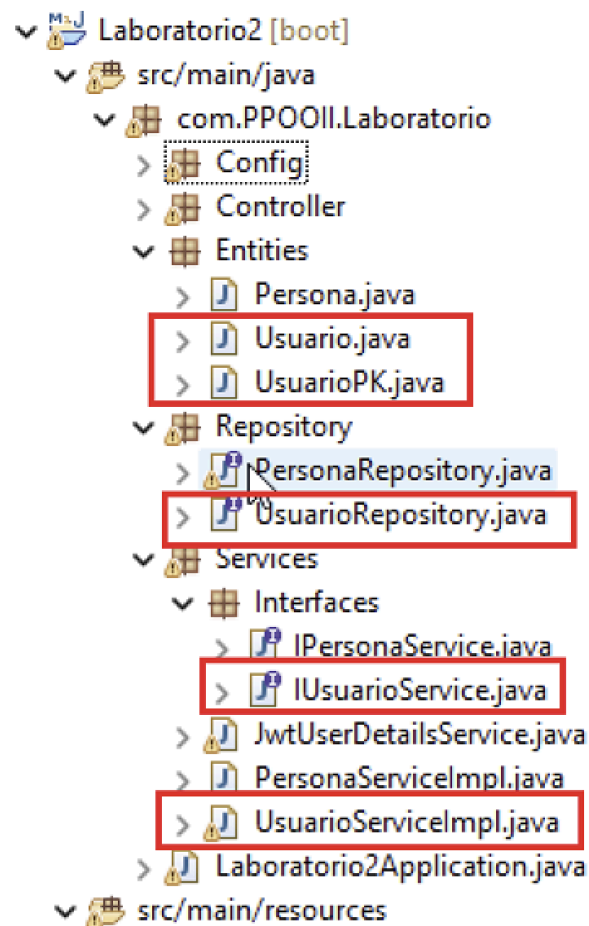 Laboratorio2 [boot]
src/main/java
com.PPOOII.Laboratorio
Config
Controller
Entities
Persona.java
Usuario.java
UsuarioPK.java
Repository
PersonaRepository.java
UsuarioRepository.java
Services
Interfaces
IPersonaService.java
IUsuarioService.java
JwtUserDetailsService.java
PersonaServiceImpl.java
UsuarioServiceImpl.java
Laboratorio2Application.java
src/main/resources